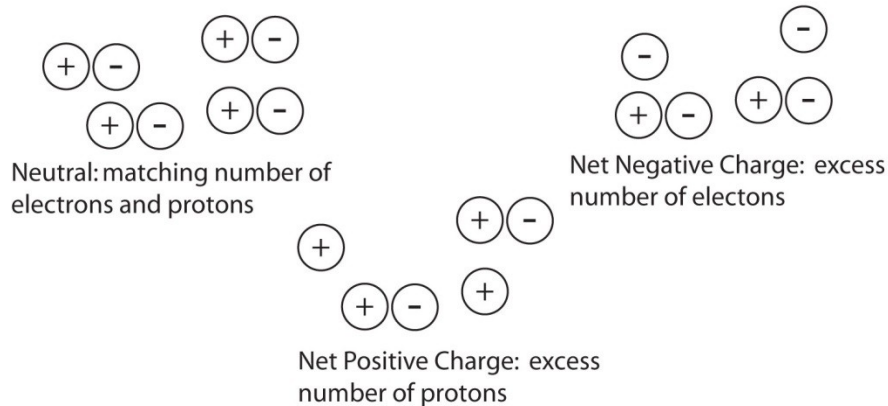 + - + -
+ - + -
Neutral: matching number of
electrons and protons
- -
+ - + -
Net Negative Charge: excess
number of electons
+ + -
+ - +
Net Positive Charge: excess
number of protons